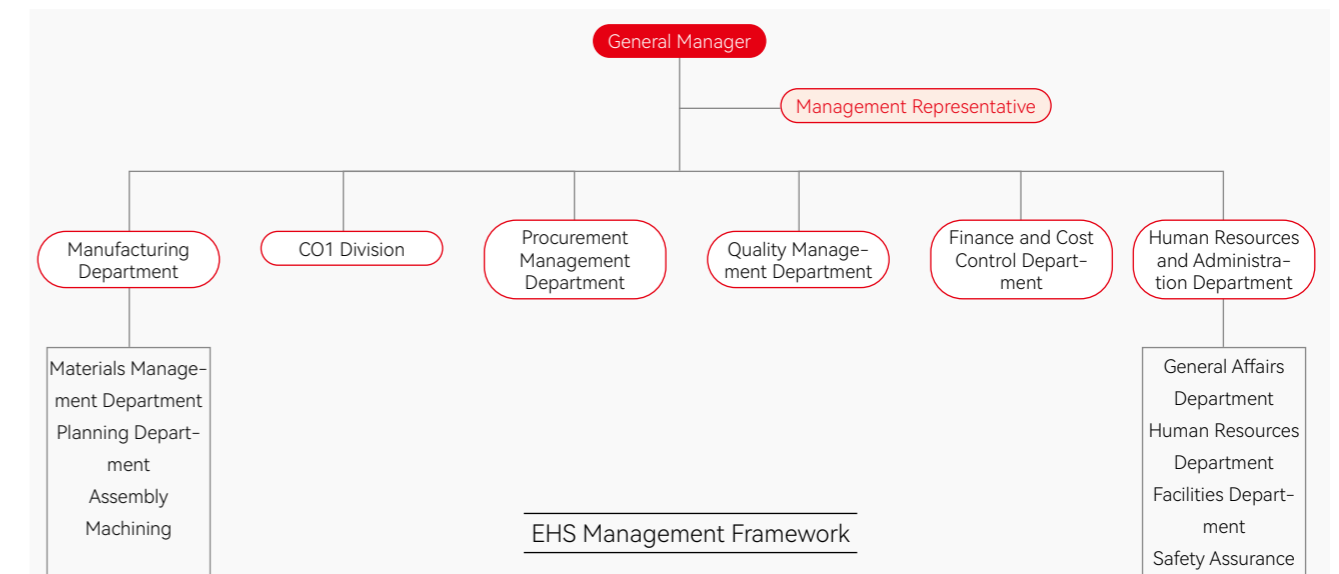 General Manager
Management Representative
Manufacturing
Department
CO1 Division
Procurement
Management
Department
Quality Manage-
ment Department
Finance and Cost
Control Depart-
ment
Human Resources
and Administra-
tion Department
Materials Manage-
ment Department
Planning Depart-
ment
Assembly
Machining
General Affairs
Department
Human Resources
Department
Facilities Depart-
ment
Safety Assurance
EHS Management Framework